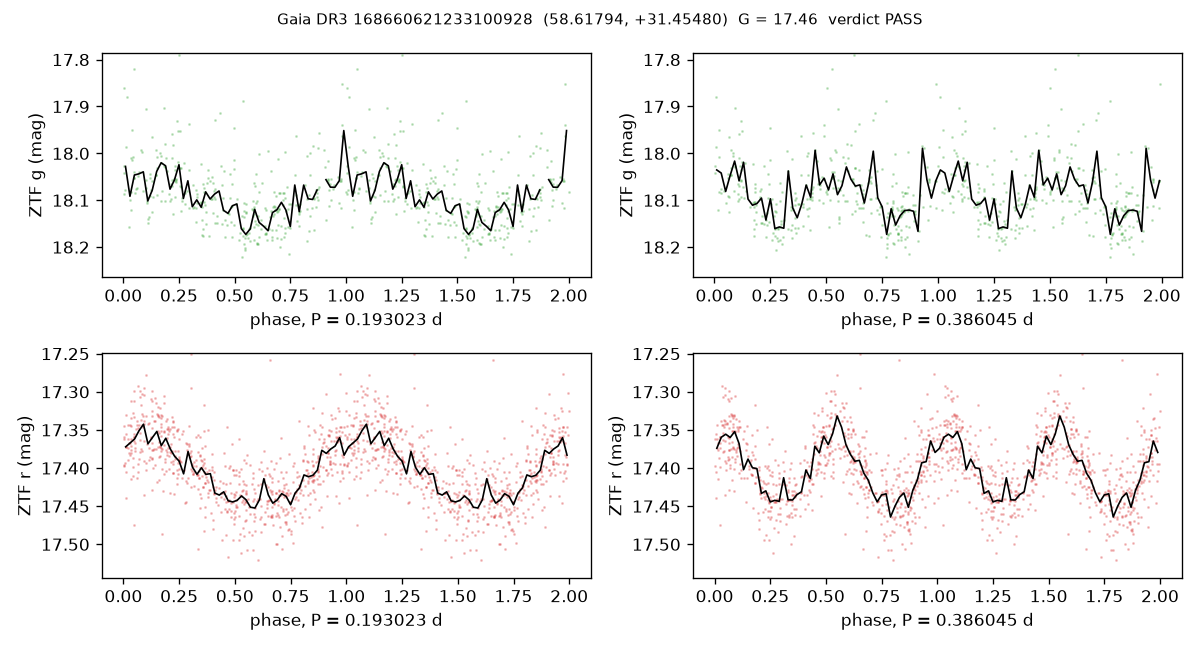 Gaia DR3 168660621233100928  (58.61794, +31.45480)  G = 17.46  verdict PASS
17.8
17.9
18.0
18.1
18.2
ZTF g (mag)
0.00 0.25 0.50 0.75 1.00 1.25 1.50 1.75 2.00
phase, P = 0.193023 d
17.8
17.9
18.0
18.1
18.2
ZTF g (mag)
0.00 0.25 0.50 0.75 1.00 1.25 1.50 1.75 2.00
phase, P = 0.386045 d
17.25
17.30
17.35
17.40
17.45
17.50
ZTF r (mag)
0.00 0.25 0.50 0.75 1.00 1.25 1.50 1.75 2.00
phase, P = 0.193023 d
17.25
17.30
17.35
17.40
17.45
17.50
ZTF r (mag)
0.00 0.25 0.50 0.75 1.00 1.25 1.50 1.75 2.00
phase, P = 0.386045 d